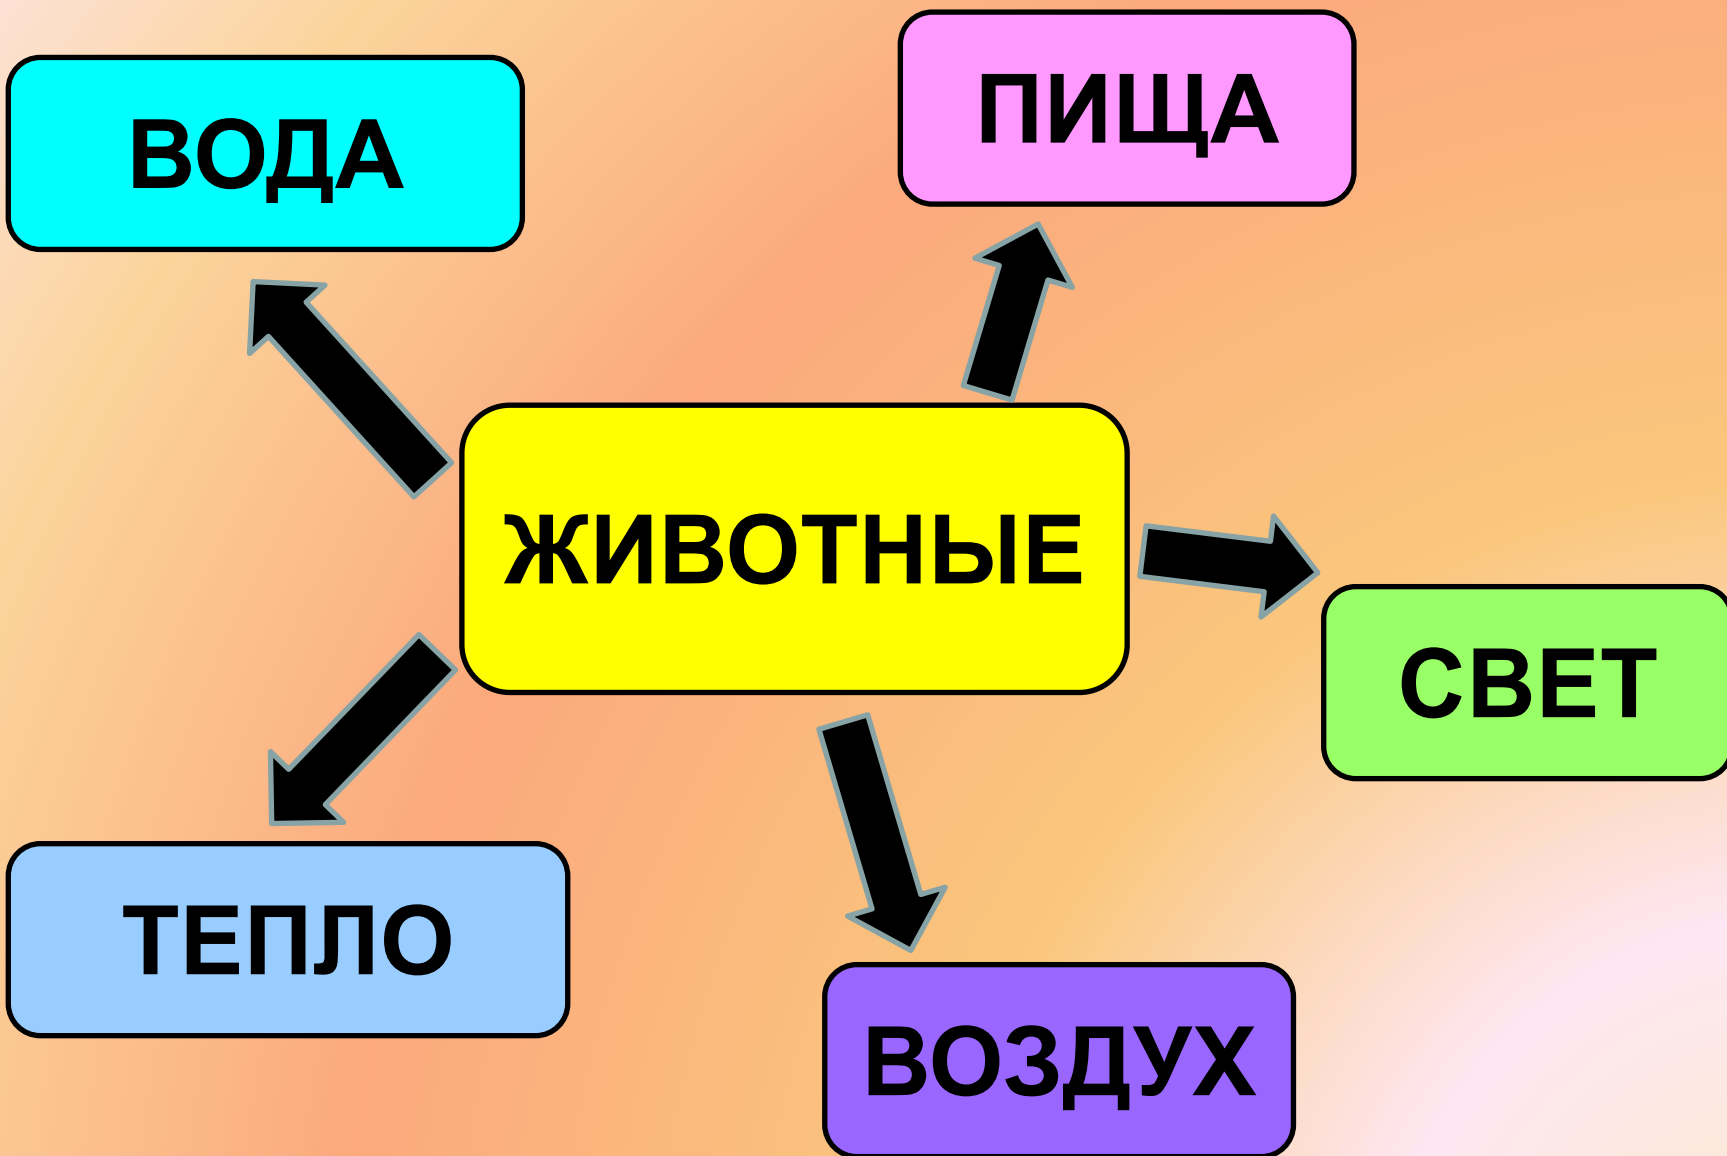 ПИЩА
ВОДА
ЖИВОТНЫЕ
СВЕТ
ТЕПЛО
ВОЗДУХ